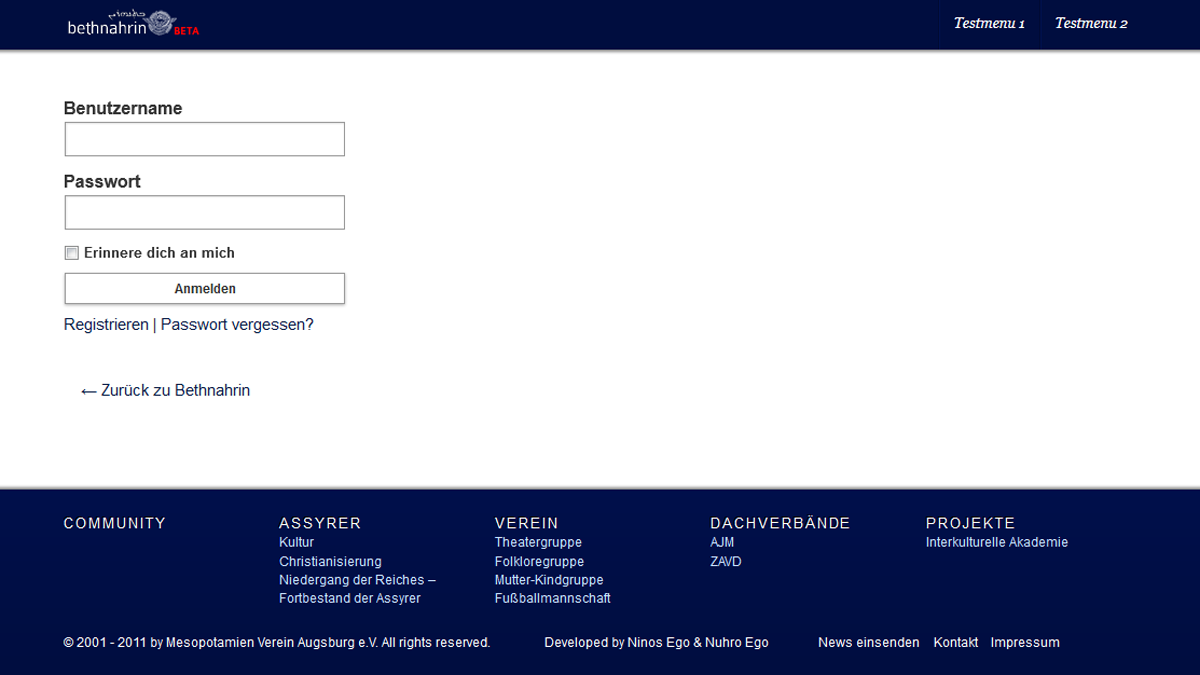 bethnahrin BETA
Testmenu 1 Testmenu 2
Benutzername
Passwort
Erinnere dich an mich
Anmelden
Registrieren | Passwort vergessen?
← Zurück zu Bethnahrin
COMMUNITY
ASSYRER
Kultur
Christianisierung
Niedergang der Reiches –
Fortbestand der Assyrer
VEREIN
Theatergruppe
Folkloregruppe
Mutter-Kindgruppe
Fußballmannschaft
DACHVERBÄNDE
AJM
ZAVD
PROJEKTE
Interkulturelle Akademie
© 2001 - 2011 by Mesopotamien Verein Augsburg e.V. All rights reserved. Developed by Ninos Ego & Nuhro Ego News einsenden Kontakt Impressum